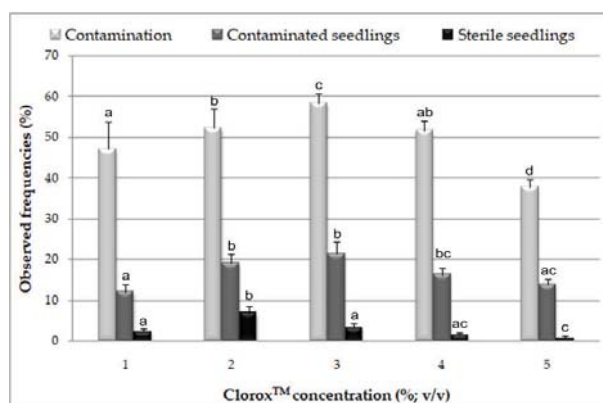 Contamination Contaminated seedlings Sterile seedlings
70
60
50
40
30
20
10
0
Observed frequencies (%)
a a a
b b b
c b a
ab bc ac
d ac c
1 2 3 4 5
Clorox™ concentration (%; v/v)